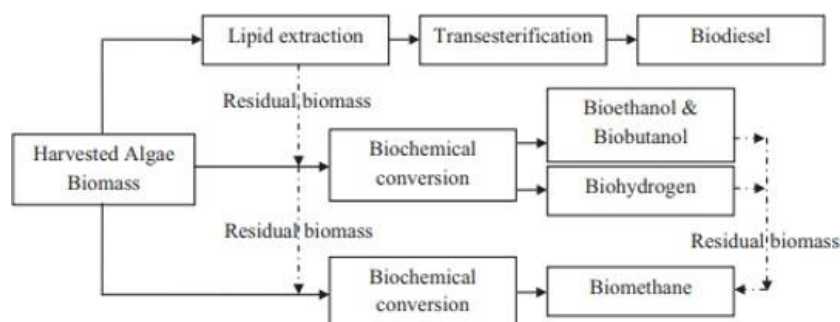 Lipid extraction
Transesterification
Biodiesel
Residual biomass
Bioethanol &
Biobutanol
Harvested Algae
Biomass
Biochemical
conversion
Biohydrogen
Residual biomass
Residual biomass
Biochemical
conversion
Biomethane